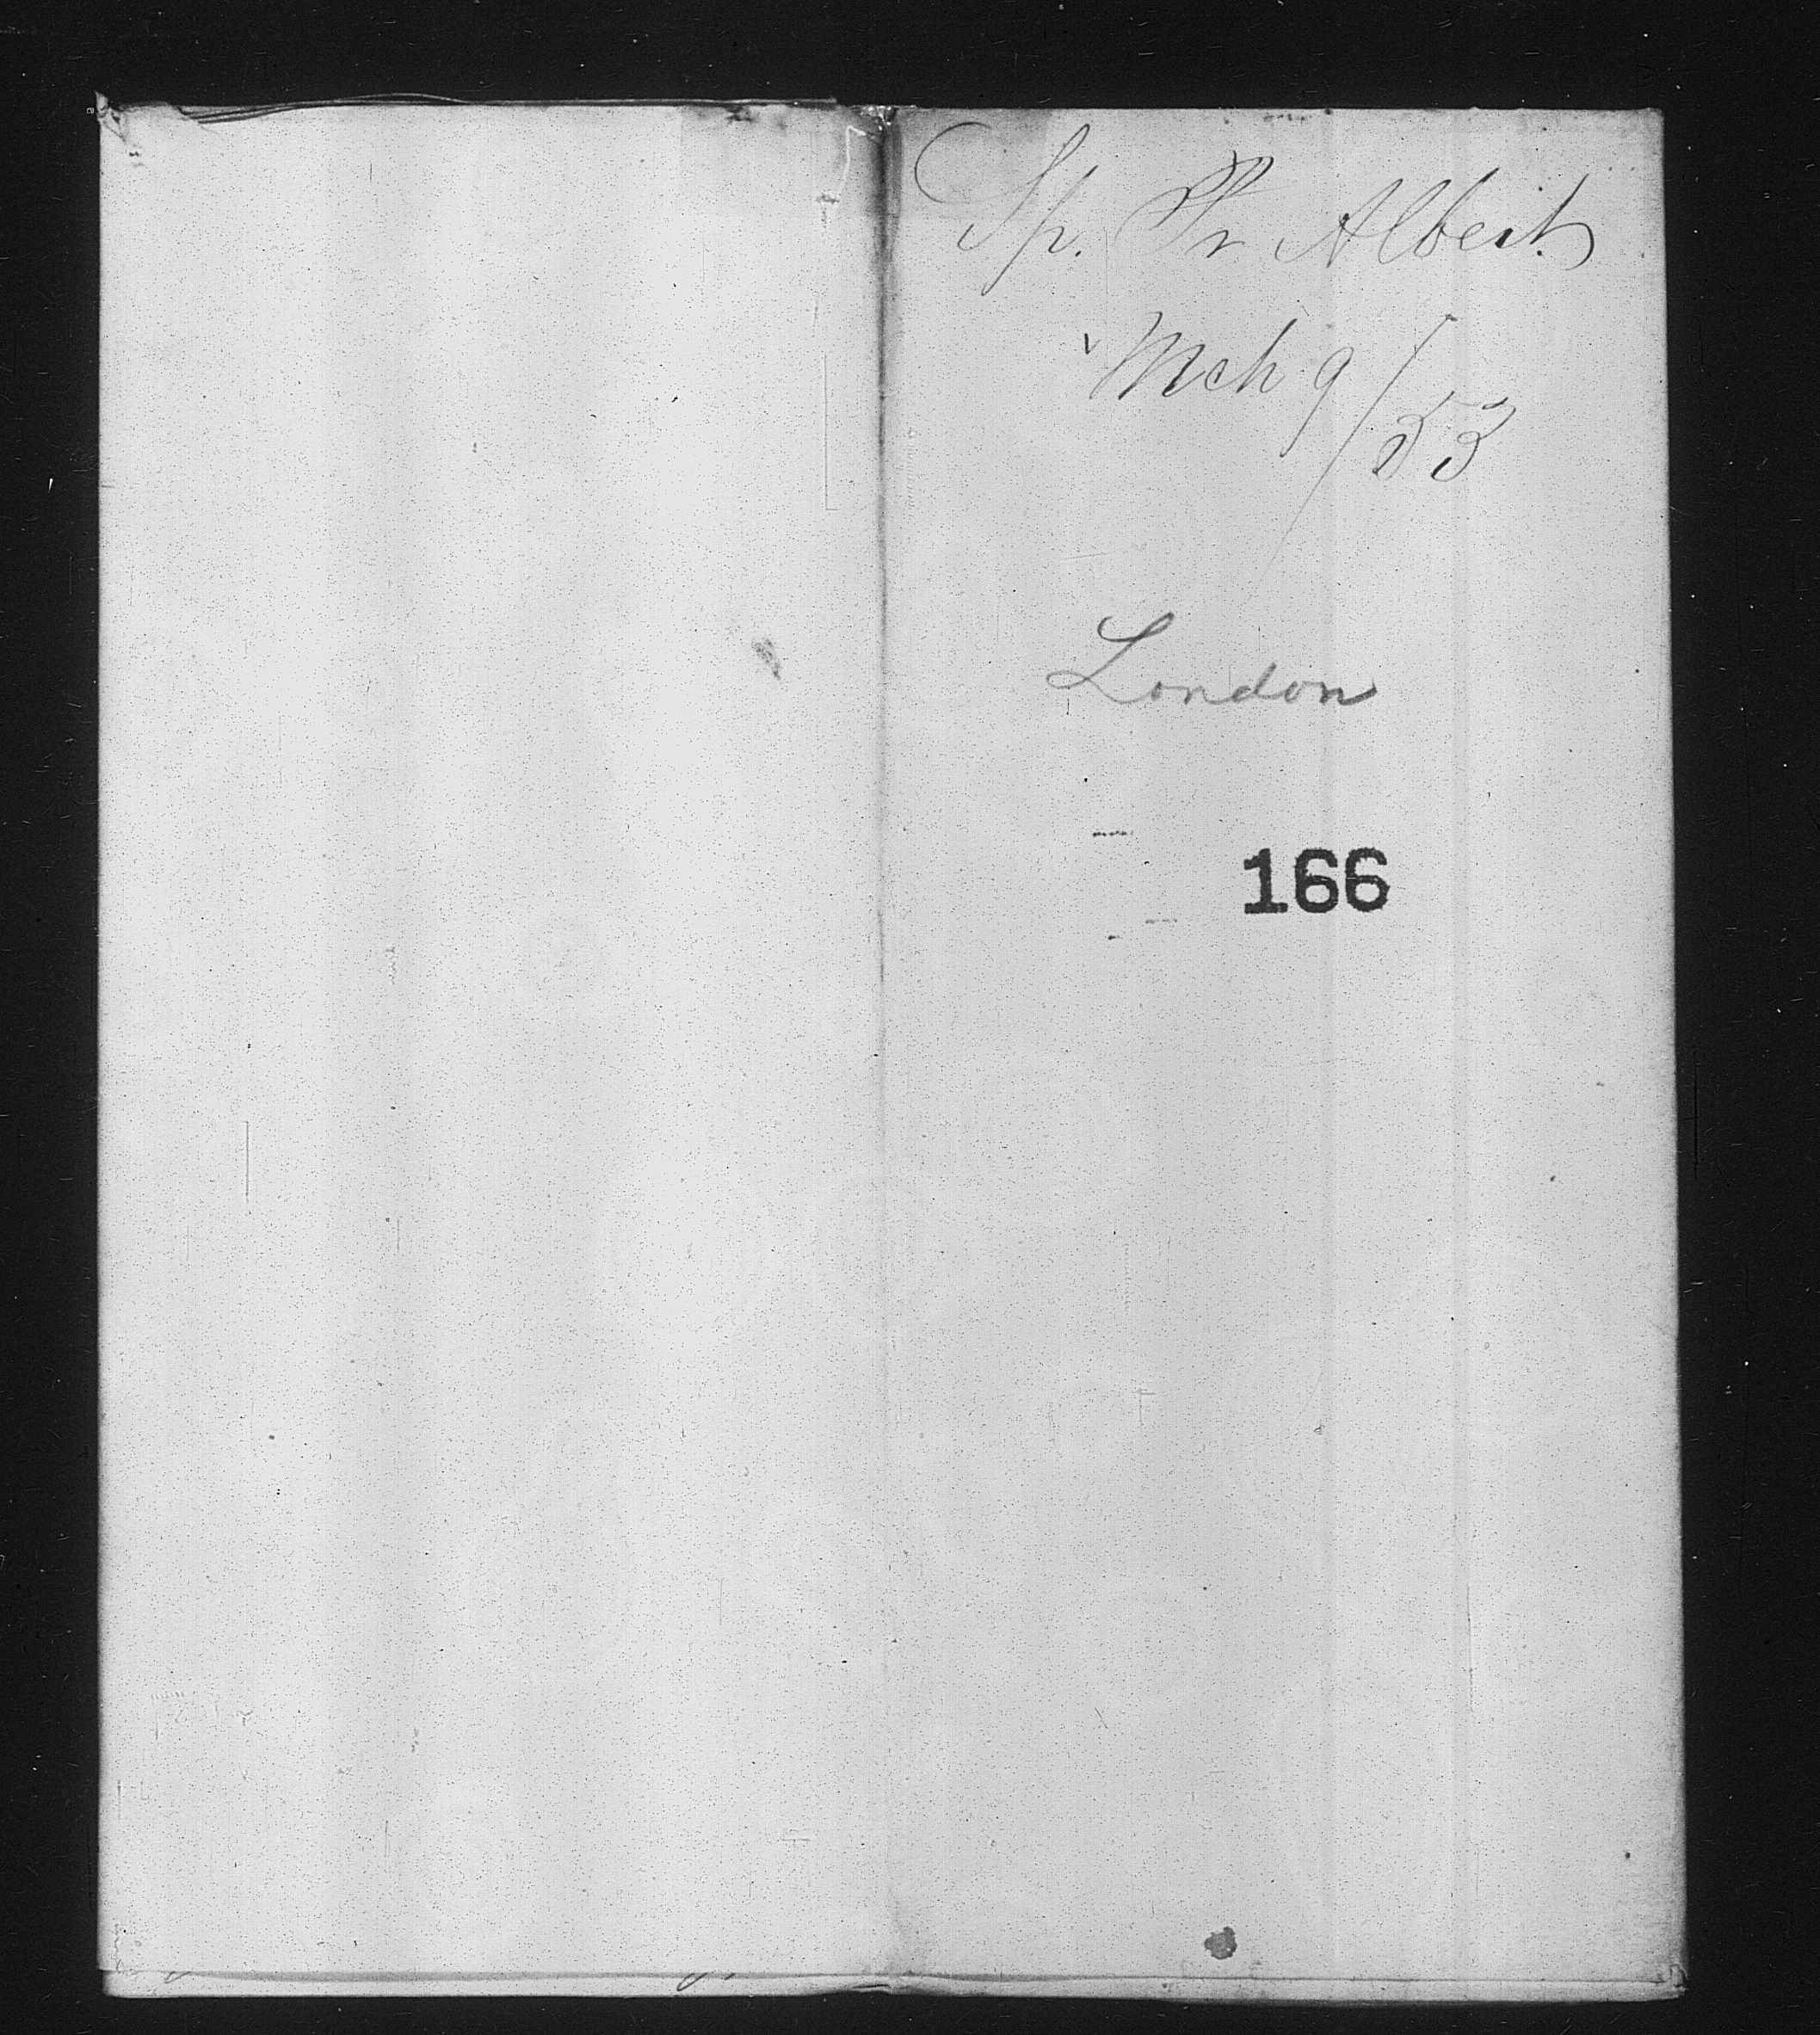 Sp. Pr Albert
Mch 9/53
London
166